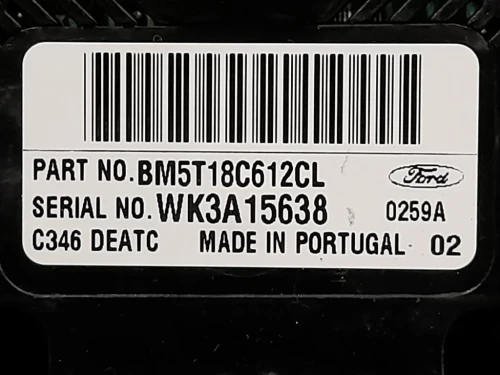 PART NO. BM5T18C612CL
Ford
SERIAL NO. WK3A15638 0259A
C346 DEATC MADE IN PORTUGAL 02